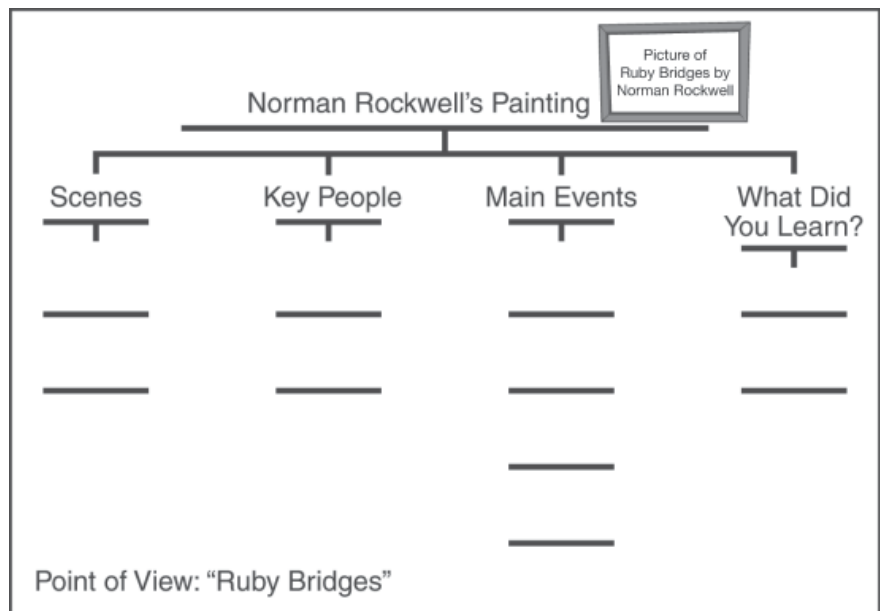 Picture of
Ruby Bridges by
Norman Rockwell
Norman Rockwell's Painting
Scenes
Key People
Main Events
What Did
You Learn?
Point of View: “Ruby Bridges”